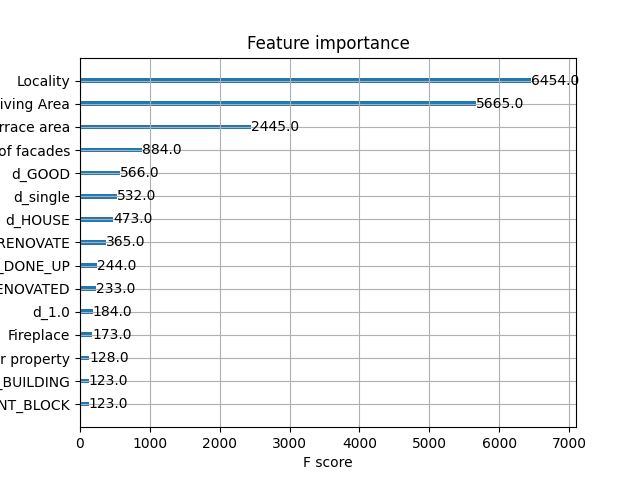 Feature importance
Locality 6454.0
iving Area 5665.0
rrace area 2445.0
of facades 884.0
d_GOOD 566.0
d_single 532.0
d_HOUSE 473.0
RENOVATE 365.0
_DONE_UP 244.0
ENOVATED 233.0
d_1.0 184.0
Fireplace 173.0
r property 128.0
_BUILDING 123.0
NT_BLOCK 123.0
0 1000 2000 3000 4000 5000 6000 7000
F score